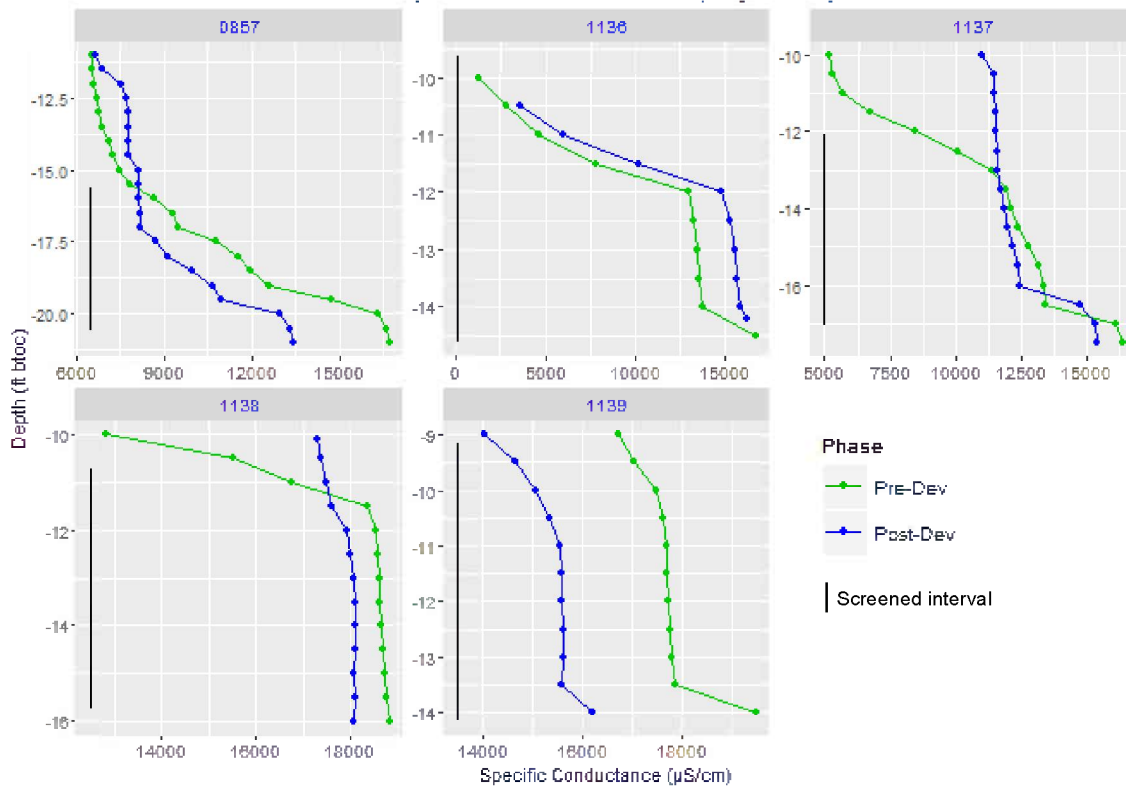 0857
1136
1137
-12.5
-15.0
-17.5
-20.0
6000 9000 12000 15000
-10
-11
-12
-13
-14
0 5000 10000 15000
-10
-12
-14
-16
5000 7500 10000 12500 15000
Depth (ft btoc)
1138
1139
-10
-12
-14
-16
14000 16000 18000
-9
-10
-11
-12
-13
-14
14000 16000 18000
Specific Conductance (µS/cm)
Phase
Pre-Dev
Post-Dev
Screened interval